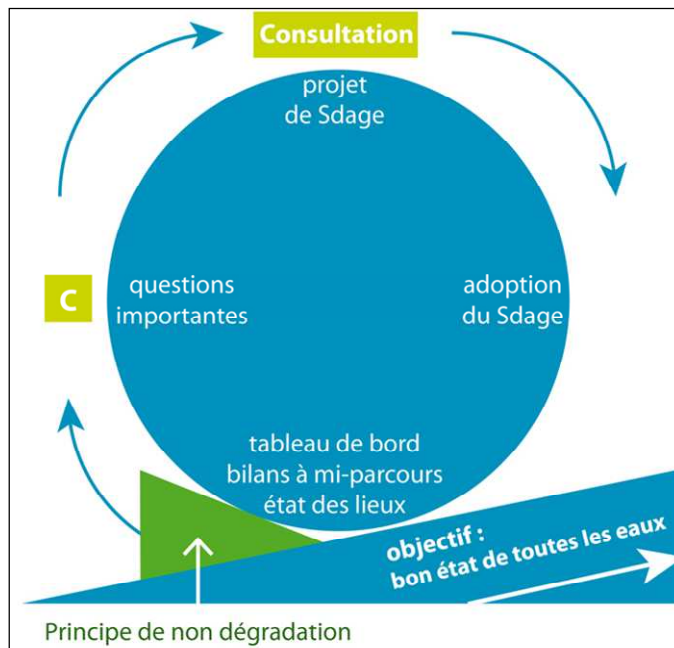 Consultation
projet
de Sdage
C
questions
importantes
adoption
du Sdage
tableau de bord
bilans à mi-parcours
état des lieux
objectif :
bon état de toutes les eaux
Principe de non dégradation